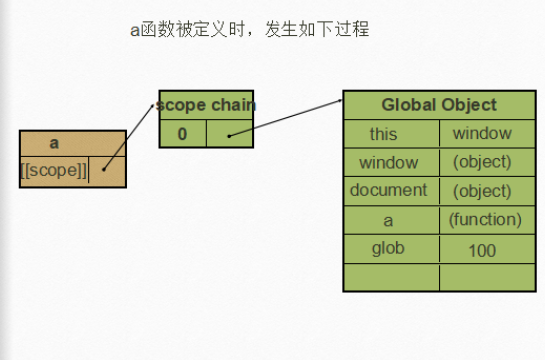 a函数被定义时，发生如下过程
scope chain
Global Object
0
this window
a
window (object)
[[scope]]
document (object)
a (function)
glob 100